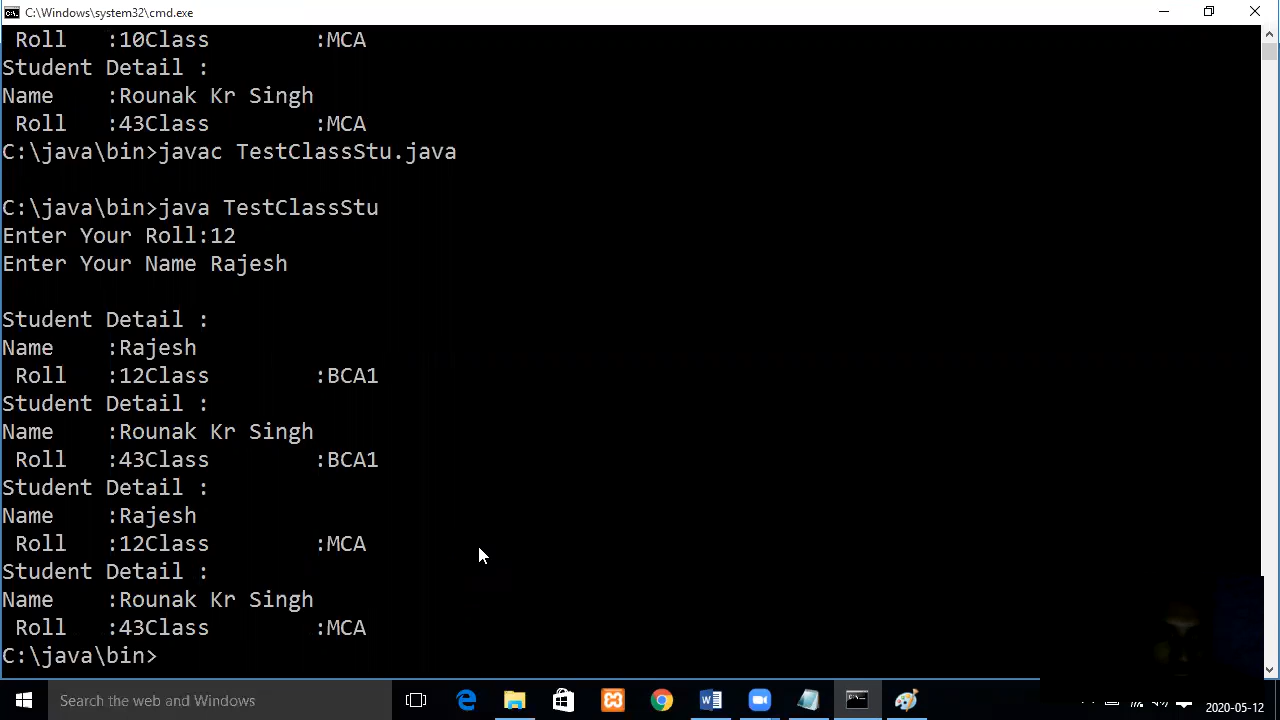 C:\Windows\system32\cmd.exe
Roll :10Class :MCA
Student Detail :
Name :Rounak Kr Singh
Roll :43Class :MCA
C:\java\bin>javac TestClassStu.java
C:\java\bin>java TestClassStu
Enter Your Roll:12
Enter Your Name Rajesh
Student Detail :
Name :Rajesh
Roll :12Class :BCA1
Student Detail :
Name :Rounak Kr Singh
Roll :43Class :BCA1
Student Detail :
Name :Rajesh
Roll :12Class :MCA
Student Detail :
Name :Rounak Kr Singh
Roll :43Class :MCA
C:\java\bin>
Search the web and Windows
2020-05-12